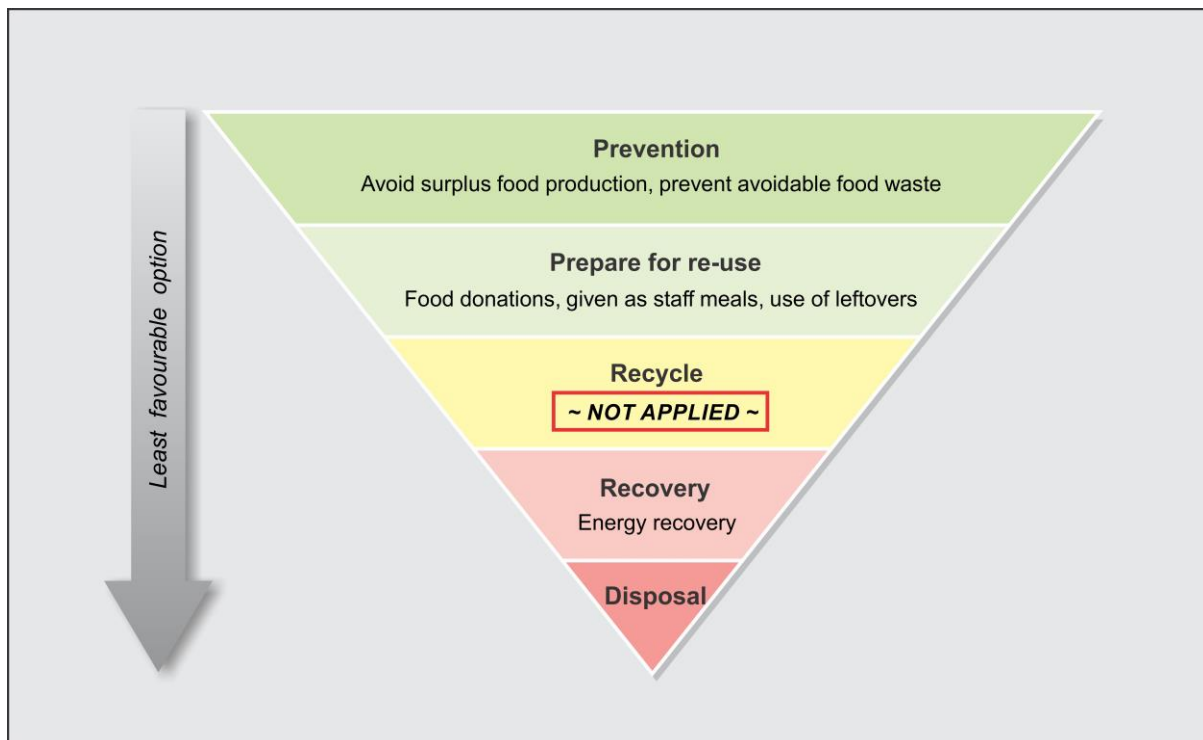 Least favourable option
Prevention
Avoid surplus food production, prevent avoidable food waste
Prepare for re-use
Food donations, given as staff meals, use of leftovers
Recycle
~ NOT APPLIED ~
Recovery
Energy recovery
Disposal